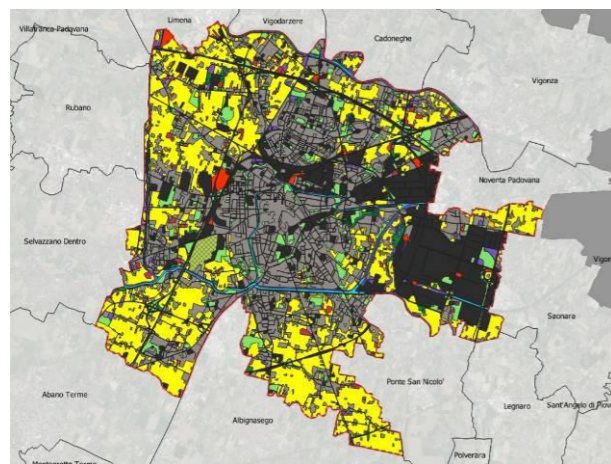 Limena
Vigodarzere
Villafranca Padovana
Cadoneghe
Vigonza
Rubano
Noventa Padovana
Selvazzano Dentro
Saonara
Ponte San Nicolo'
Abano Terme
Legnaro
Albignasego
Polverara